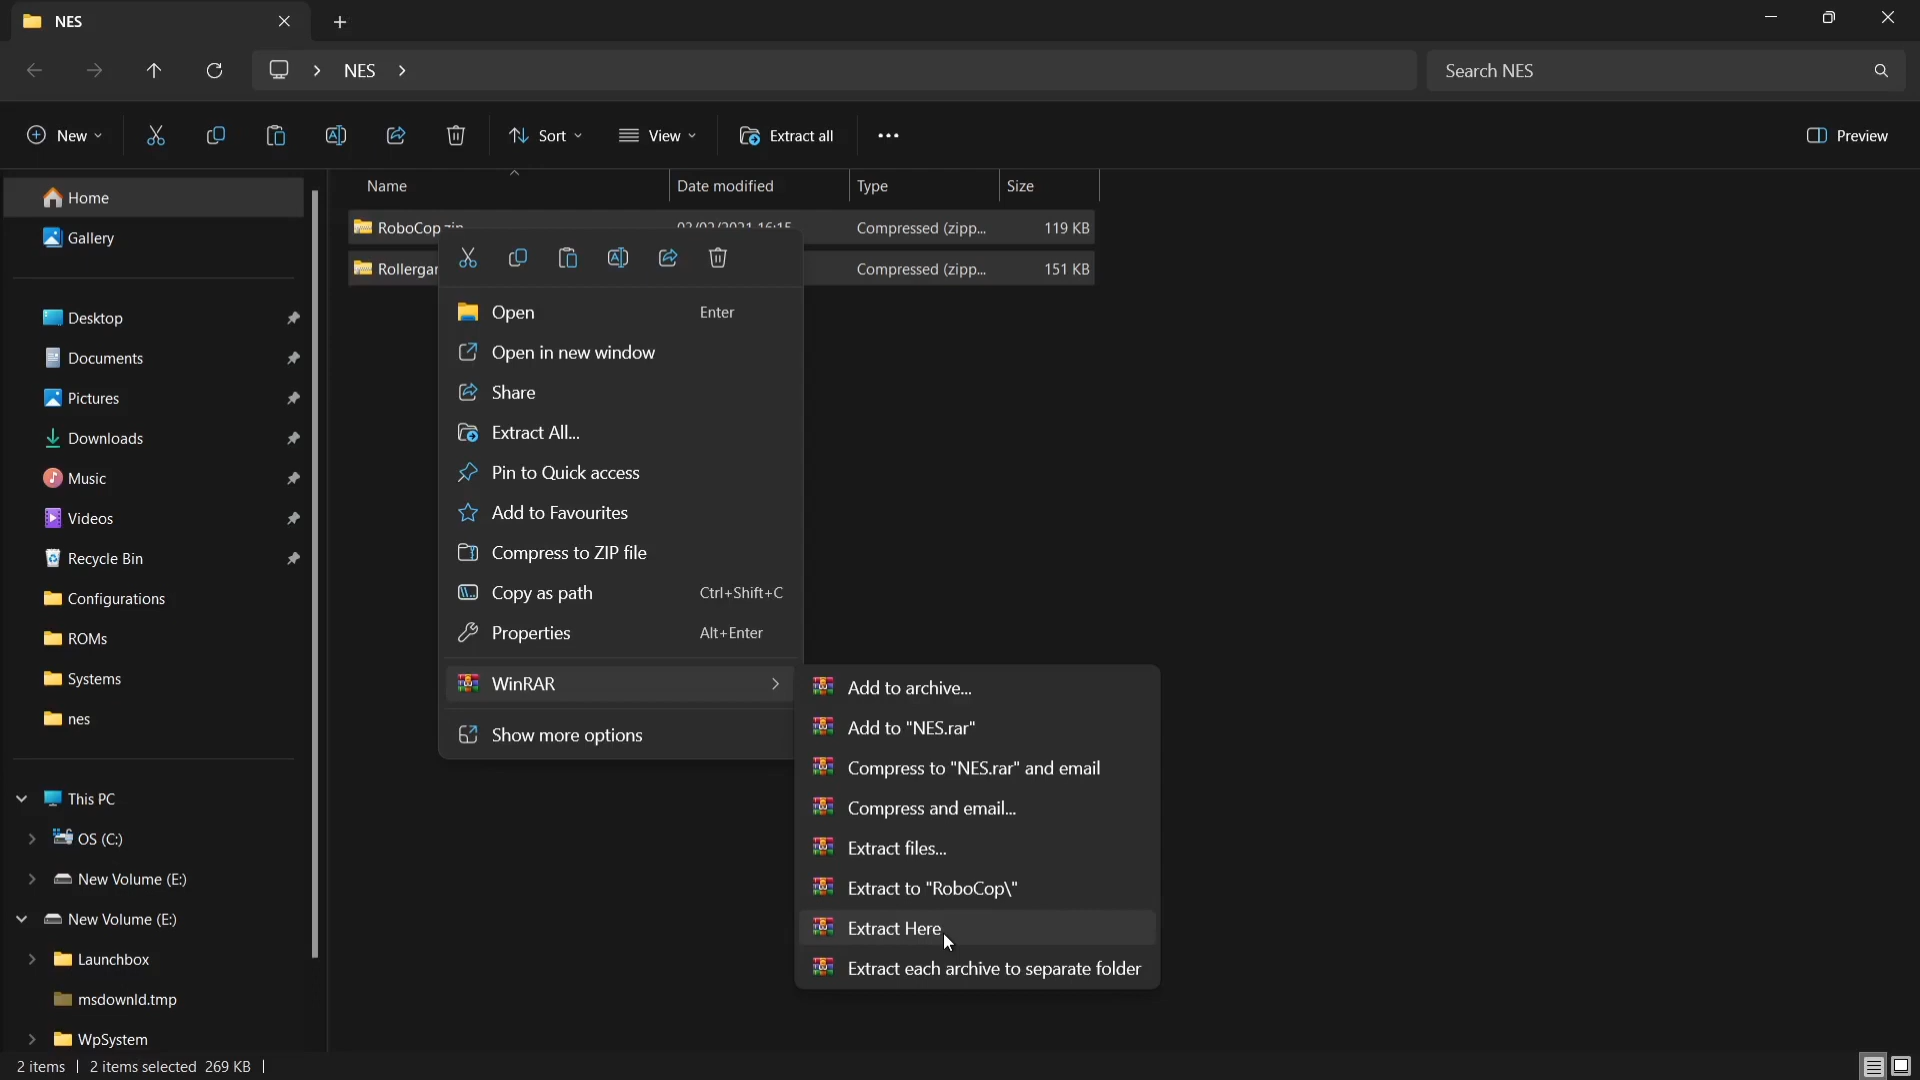 NES
NES
Search NES
New
Sort
View
Extract all
Preview
Name
Date modified
Type
Size
RoboCop.zip
02/02/2021 16:15
Compressed (zipp...
119 KB
Compressed (zipp...
151 KB
Home
Gallery
Desktop
Documents
Pictures
Downloads
Music
Videos
Recycle Bin
Configurations
ROMs
Systems
nes
This PC
OS (C:)
New Volume (E:)
New Volume (E:)
Launchbox
msdownld.tmp
WpSystem
Open Enter
Open in new window
Share
Extract All...
Pin to Quick access
Add to Favourites
Compress to ZIP file
Copy as path Ctrl+Shift+C
Properties Alt+Enter
WinRAR
Show more options
Add to archive...
Add to "NES.rar"
Compress to "NES.rar" and email
Compress and email...
Extract files...
Extract to "RoboCop\"
Extract Here
Extract each archive to separate folder
2 items
2 items selected 269 KB